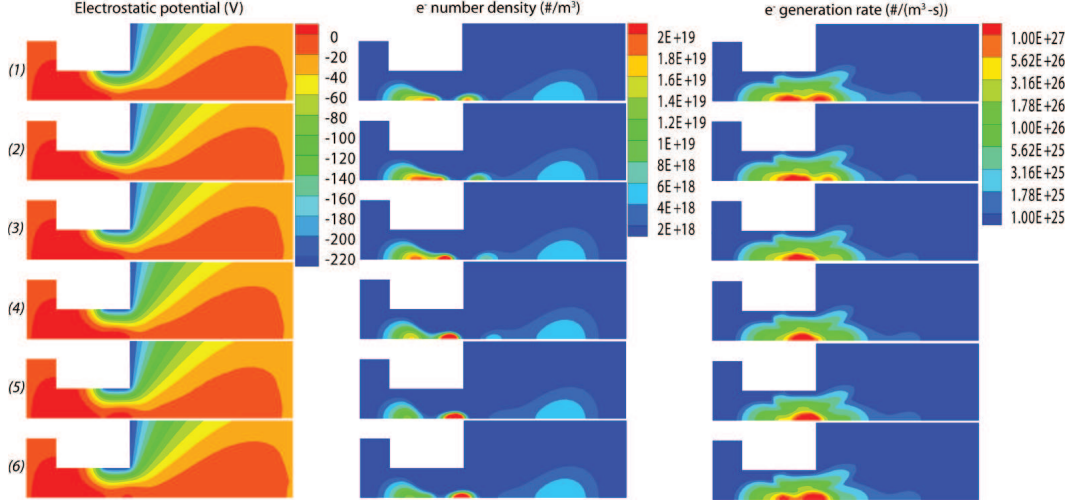 Electrostatic potential (V)
e⁻ number density (#/m³)
e⁻ generation rate (#/(m³-s))
(1)
(2)
(3)
(4)
(5)
(6)
0
-20
-40
-60
-80
-100
-120
-140
-160
-180
-200
-220
2E+19
1.8E+19
1.6E+19
1.4E+19
1.2E+19
1E+19
8E+18
6E+18
4E+18
2E+18
1.00E+27
5.62E+26
3.16E+26
1.78E+26
1.00E+26
5.62E+25
3.16E+25
1.78E+25
1.00E+25